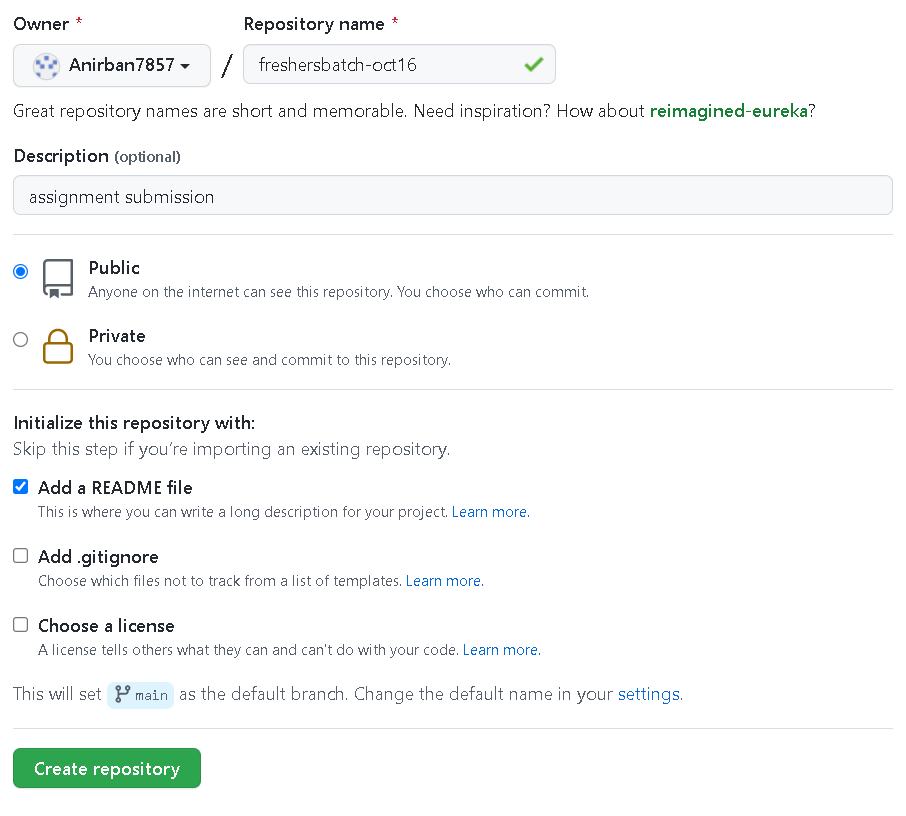 Owner *
Repository name *
Anirban7857 / freshersbatch-oct16
Great repository names are short and memorable. Need inspiration? How about reimagined-eureka?
Description (optional)
assignment submission
Public
Anyone on the internet can see this repository. You choose who can commit.
Private
You choose who can see and commit to this repository.
Initialize this repository with:
Skip this step if you're importing an existing repository.
Add a README file
This is where you can write a long description for your project. Learn more.
Add .gitignore
Choose which files not to track from a list of templates. Learn more.
Choose a license
A license tells others what they can and can't do with your code. Learn more.
This will set main as the default branch. Change the default name in your settings.
Create repository